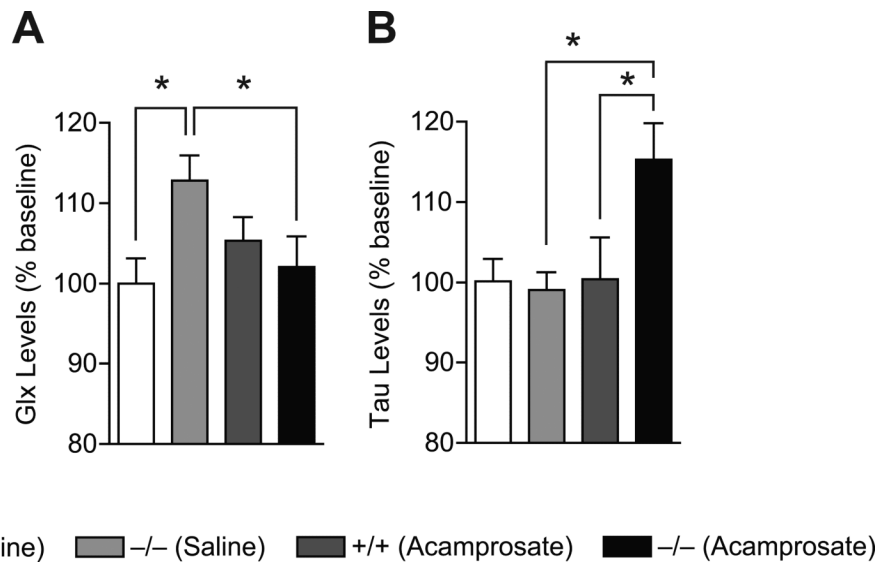 A
B
*
*
*
*
120
110
100
90
80
Glx Levels (% baseline)
120
110
100
90
80
Tau Levels (% baseline)
ine) –/– (Saline) +/+ (Acamprosate) –/– (Acamprosate)